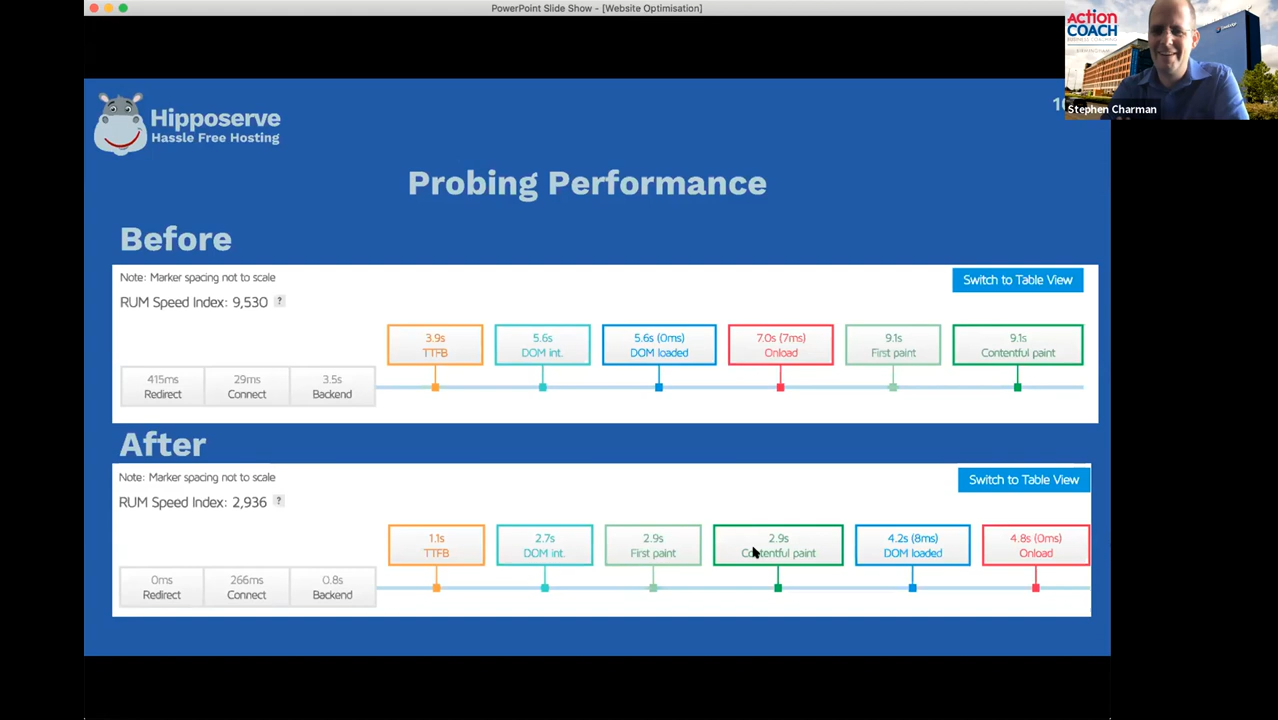 PowerPoint Slide Show - [Website Optimisation]
ACTION
COACH
Stephen Charman
Hipposerve
Hassle Free Hosting
Probing Performance
Before
Note: Marker spacing not to scale
Switch to Table View
RUM Speed Index: 9,530 ?
3.9s 5.6s 5.6s (0ms) 7.0s (7ms) 9.1s 9.1s
TTFB DOM int. DOM loaded Onload First paint Contentful paint
415ms 29ms 3.5s
Redirect Connect Backend
After
Note: Marker spacing not to scale
Switch to Table View
RUM Speed Index: 2,936 ?
1.1s 2.7s 2.9s 2.9s 4.2s (8ms) 4.8s (0ms)
TTFB DOM int. First paint Contentful paint DOM loaded Onload
0ms 266ms 0.8s
Redirect Connect Backend